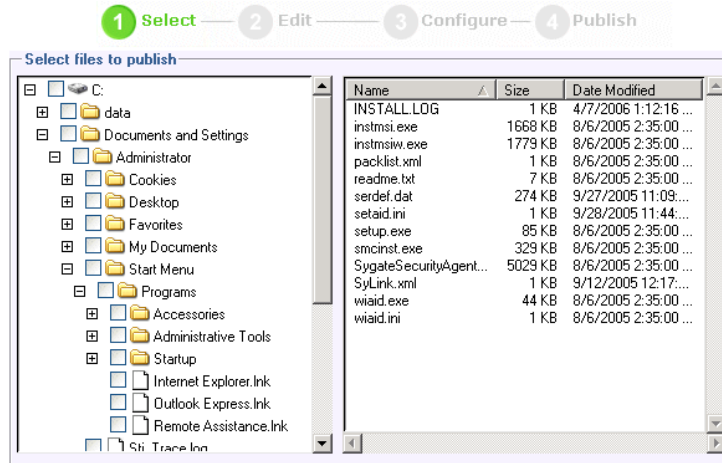 1 Select 2 Edit 3 Configure 4 Publish
Select files to publish
C:
data
Documents and Settings
Administrator
Cookies
Desktop
Favorites
My Documents
Start Menu
Programs
Accessories
Administrative Tools
Startup
Internet Explorer.lnk
Outlook Express.lnk
Remote Assistance.lnk
Sti_Trace.log
Name Size Date Modified
INSTALL.LOG 1 KB 4/7/2006 1:12:16 ...
instmsi.exe 1668 KB 8/6/2005 2:35:00 ...
instmsiw.exe 1779 KB 8/6/2005 2:35:00 ...
packlist.xml 1 KB 8/6/2005 2:35:00 ...
readme.txt 7 KB 8/6/2005 2:35:00 ...
serdef.dat 274 KB 9/27/2005 11:09:...
setaid.ini 1 KB 9/28/2005 11:44:...
setup.exe 85 KB 8/6/2005 2:35:00 ...
smcinst.exe 329 KB 8/6/2005 2:35:00 ...
SygateSecurityAgent... 5029 KB 8/6/2005 2:35:00 ...
SyLink.xml 1 KB 9/12/2005 12:17:...
wiaid.exe 44 KB 8/6/2005 2:35:00 ...
wiaid.ini 1 KB 8/6/2005 2:35:00 ...